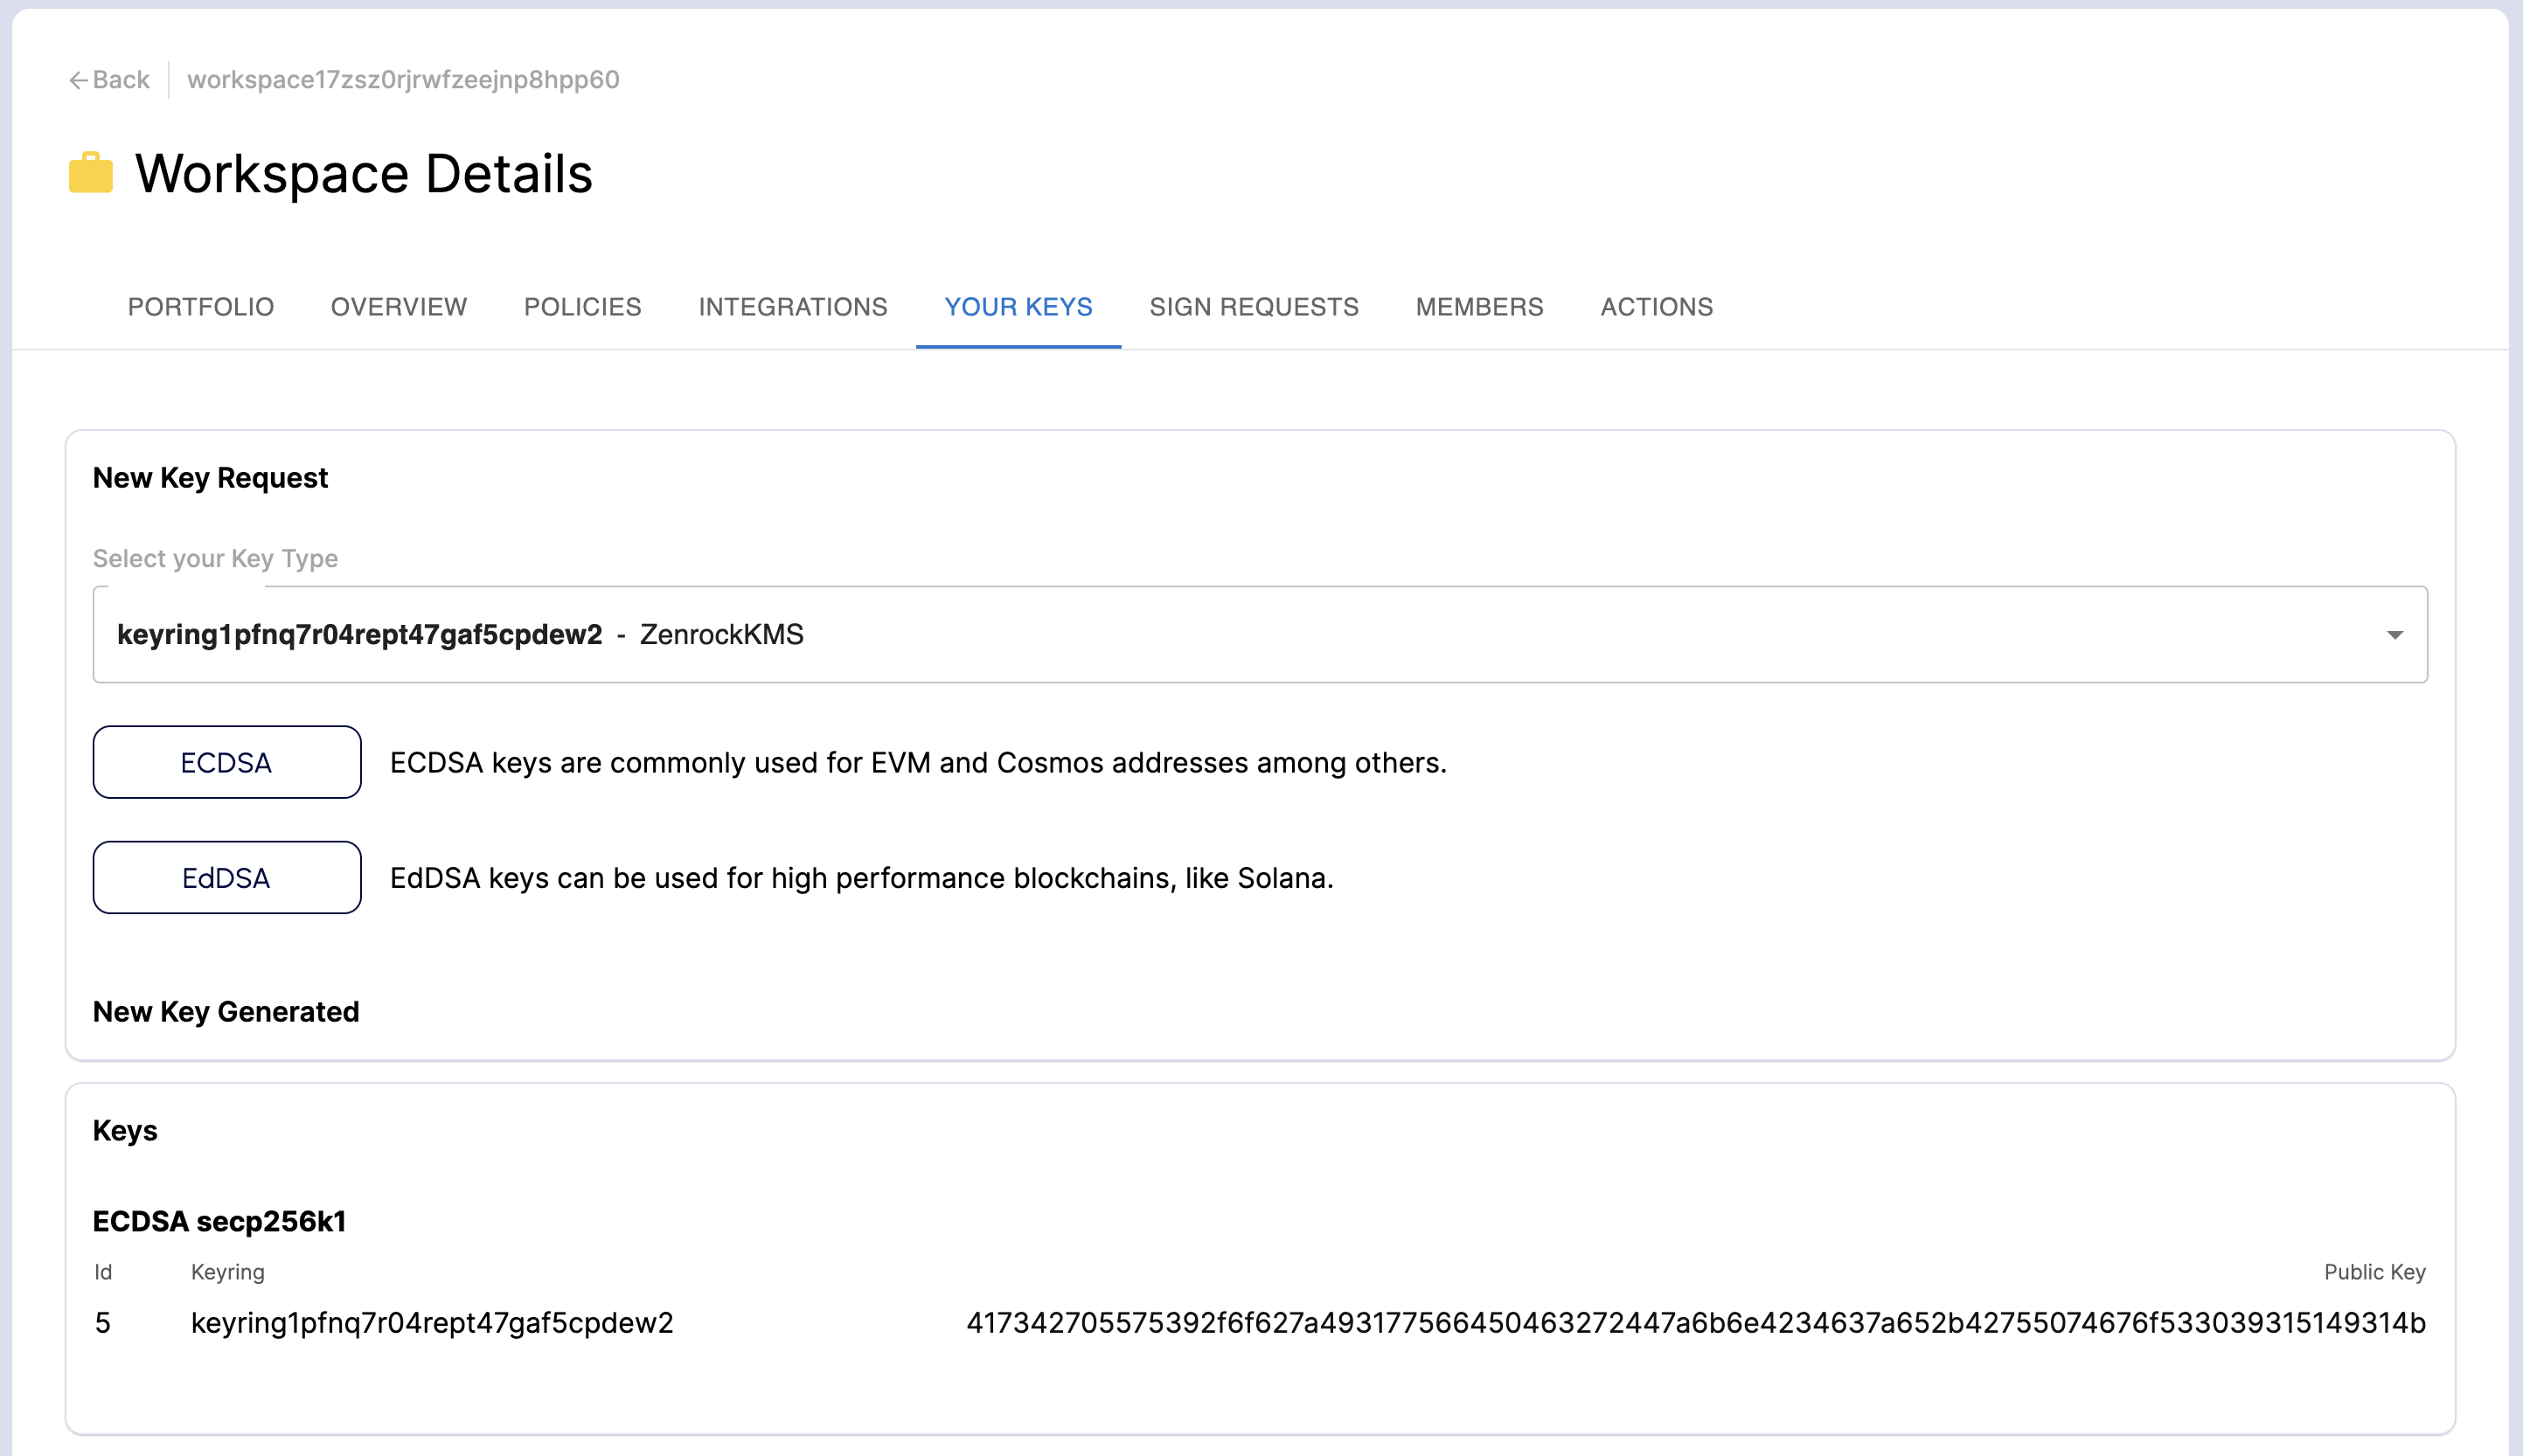 Back workspace17zsz0rjrwfzeejnp8hpp60
Workspace Details
PORTFOLIO OVERVIEW POLICIES INTEGRATIONS YOUR KEYS SIGN REQUESTS MEMBERS ACTIONS
New Key Request
Select your Key Type
keyring1pfnq7r04rept47gaf5cpdew2 - ZenrockKMS
ECDSA ECDSA keys are commonly used for EVM and Cosmos addresses among others.
EdDSA EdDSA keys can be used for high performance blockchains, like Solana.
New Key Generated
Keys
ECDSA secp256k1
Id Keyring Public Key
5 keyring1pfnq7r04rept47gaf5cpdew2 417342705575392f6f627a493177566450463272447a6b6e4234637a652b42755074676f533039315149314b